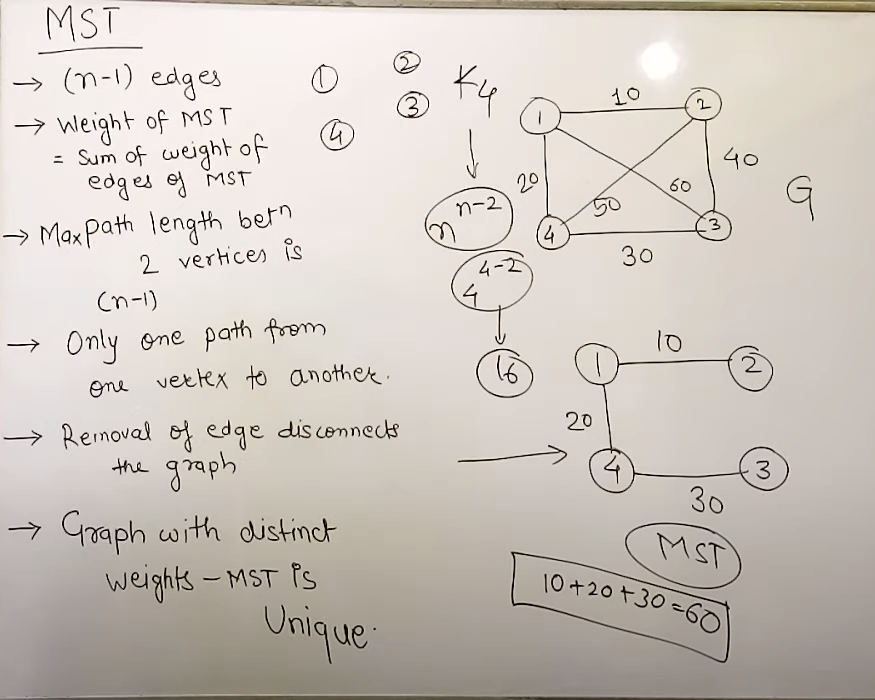 MST
→ (n-1) edges
→ Weight of MST
= Sum of weight of
edges of MST
→ Max path length betn
2 vertices is
(n-1)
→ Only one path from
one vertex to another.
→ Removal of edge disconnects
the graph
→ Graph with distinct
weights - MST is
Unique.
1 2
4 3
K4
n^n-2
4^4-2
16
1 10 2
20 50 60 40
4 30 3
G
1 10 2
20
4 3
30
MST
10+20+30=60